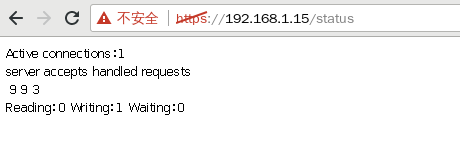 不安全 https://192.168.1.15/status
Active connections:1
server accepts handled requests
9 9 3
Reading:0 Writing:1 Waiting:0